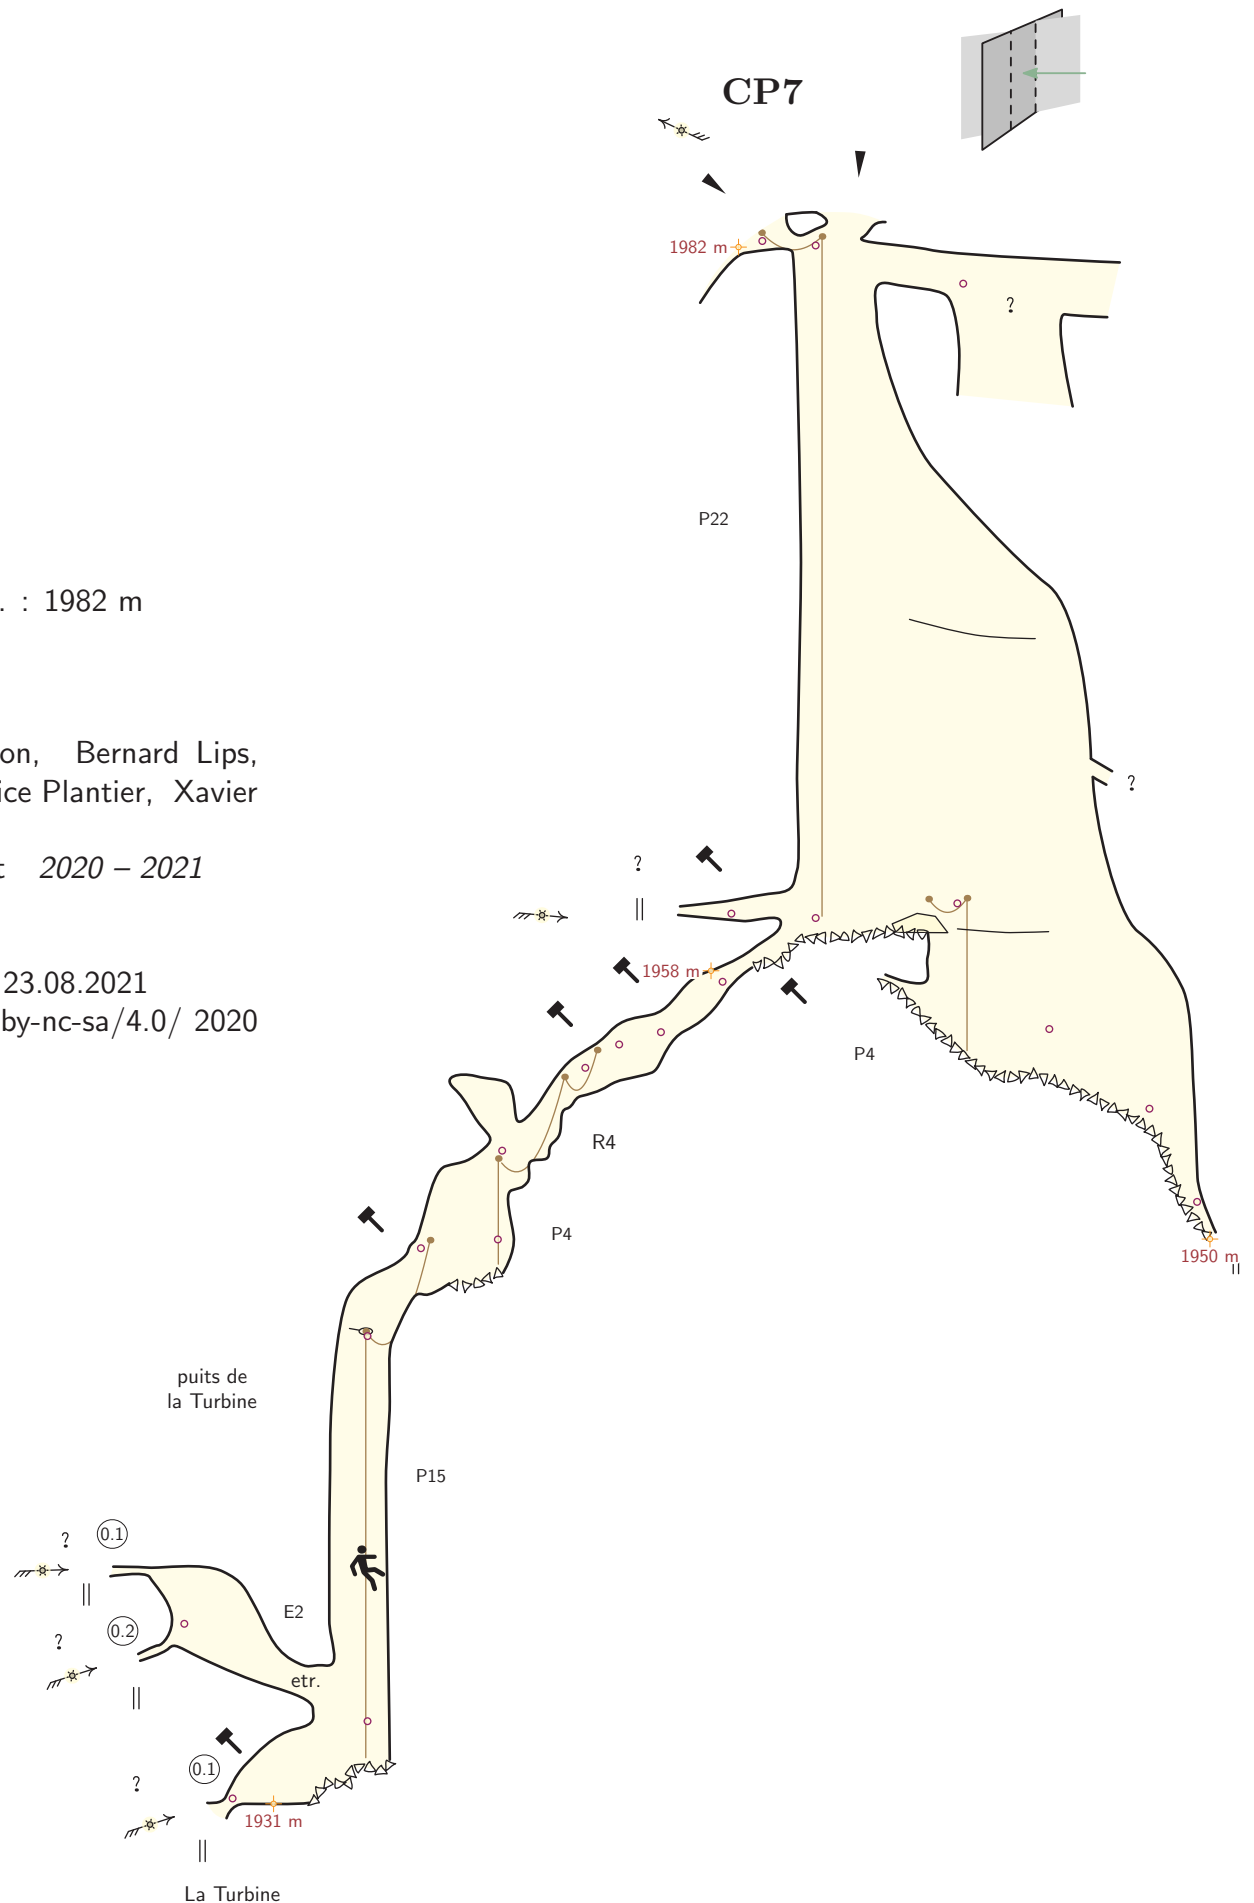 CP7
1982 m
?
P22
. : 1982 m
on, Bernard Lips,
ice Plantier, Xavier
?
t 2020 – 2021
?
1958 m
23.08.2021
by-nc-sa/4.0/ 2020
P4
R4
P4
1950 m
puits de
la Turbine
P15
0.1
?
E2
0.2
?
etr.
0.1
?
1931 m
La Turbine